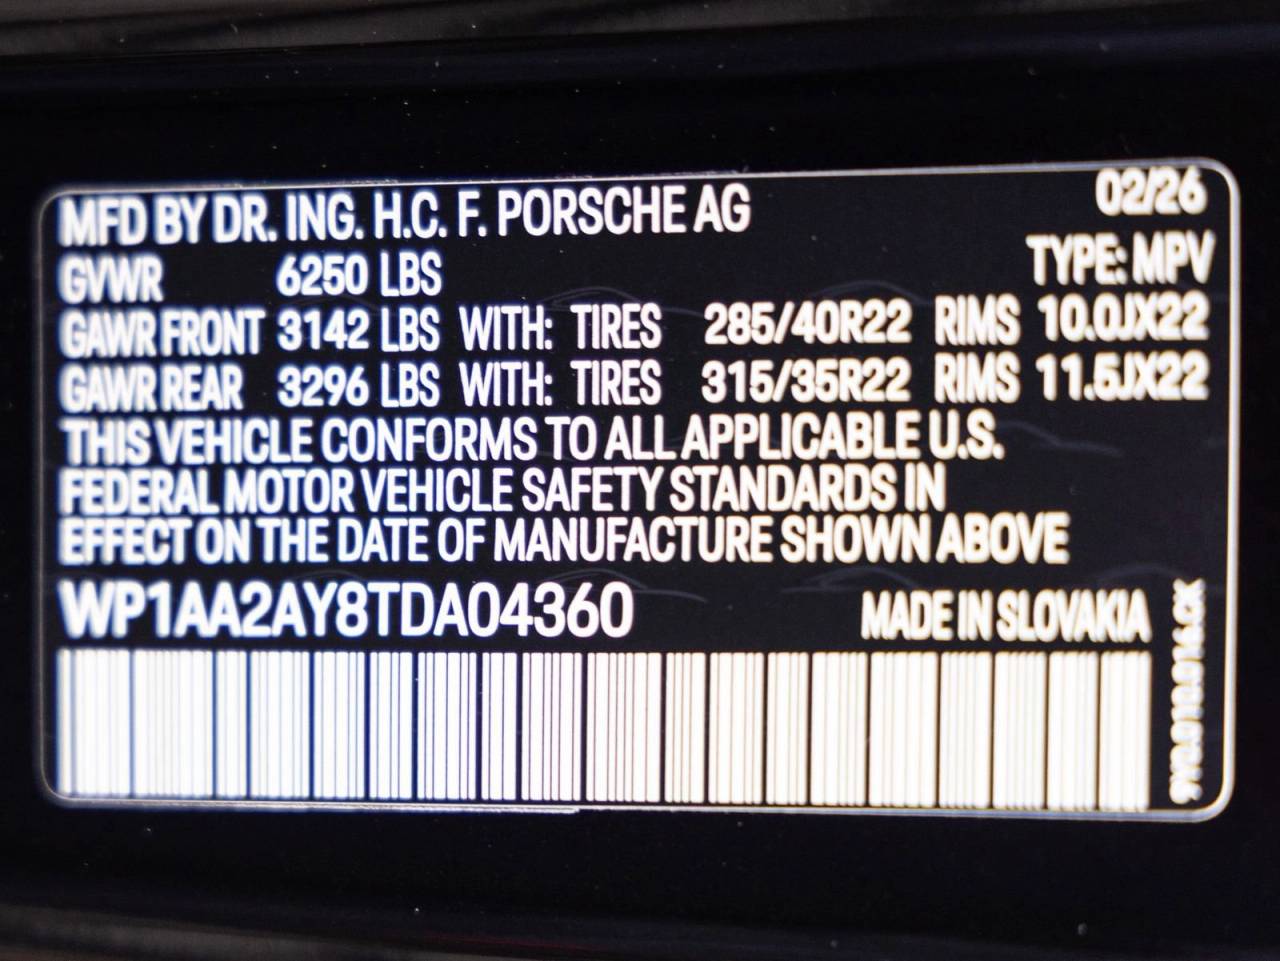 MFD BY DR. ING. H.C. F. PORSCHE AG 02/26
GVWR 6250 LBS TYPE: MPV
GAWR FRONT 3142 LBS WITH: TIRES 285/40R22 RIMS 10.0JX22
GAWR REAR 3296 LBS WITH: TIRES 315/35R22 RIMS 11.5JX22
THIS VEHICLE CONFORMS TO ALL APPLICABLE U.S.
FEDERAL MOTOR VEHICLE SAFETY STANDARDS IN
EFFECT ON THE DATE OF MANUFACTURE SHOWN ABOVE
WP1AA2AY8TDA04360 MADE IN SLOVAKIA